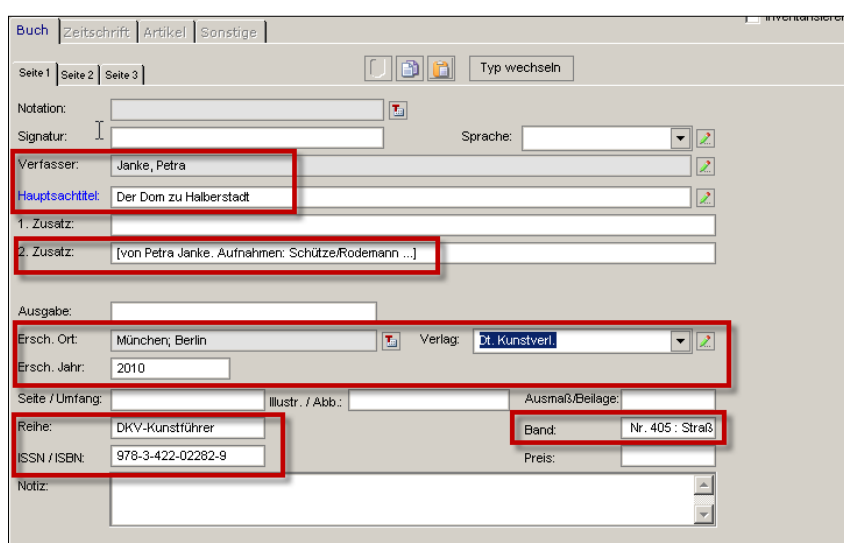 Inventarisieren
Buch Zeitschrift Artikel Sonstige
Seite 1 Seite 2 Seite 3 Typ wechseln
Notation:
Signatur: Sprache:
Verfasser: Janke, Petra
Hauptsachtitel: Der Dom zu Halberstadt
1. Zusatz:
2. Zusatz: [von Petra Janke. Aufnahmen: Schütze/Rodemann ...]
Ausgabe:
Ersch. Ort: München; Berlin Verlag: Dt. Kunstverl.
Ersch. Jahr: 2010
Seite / Umfang: Illustr. / Abb.: Ausmaß/Beilage:
Reihe: DKV-Kunstführer Band: Nr. 405 : Straß
ISSN / ISBN: 978-3-422-02282-9 Preis:
Notiz: